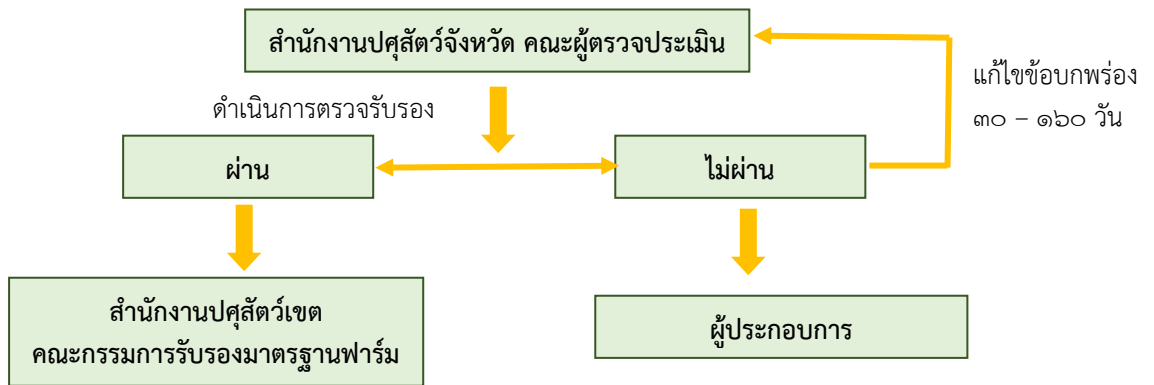 สำนักงานปศุสัตว์จังหวัด คณะผู้ตรวจประเมิน
แก้ไขข้อบกพร่อง
๓๐ – ๑๖๐ วัน
ดำเนินการตรวจรับรอง
ผ่าน
ไม่ผ่าน
สำนักงานปศุสัตว์เขต
คณะกรรมการรับรองมาตรฐานฟาร์ม
ผู้ประกอบการ